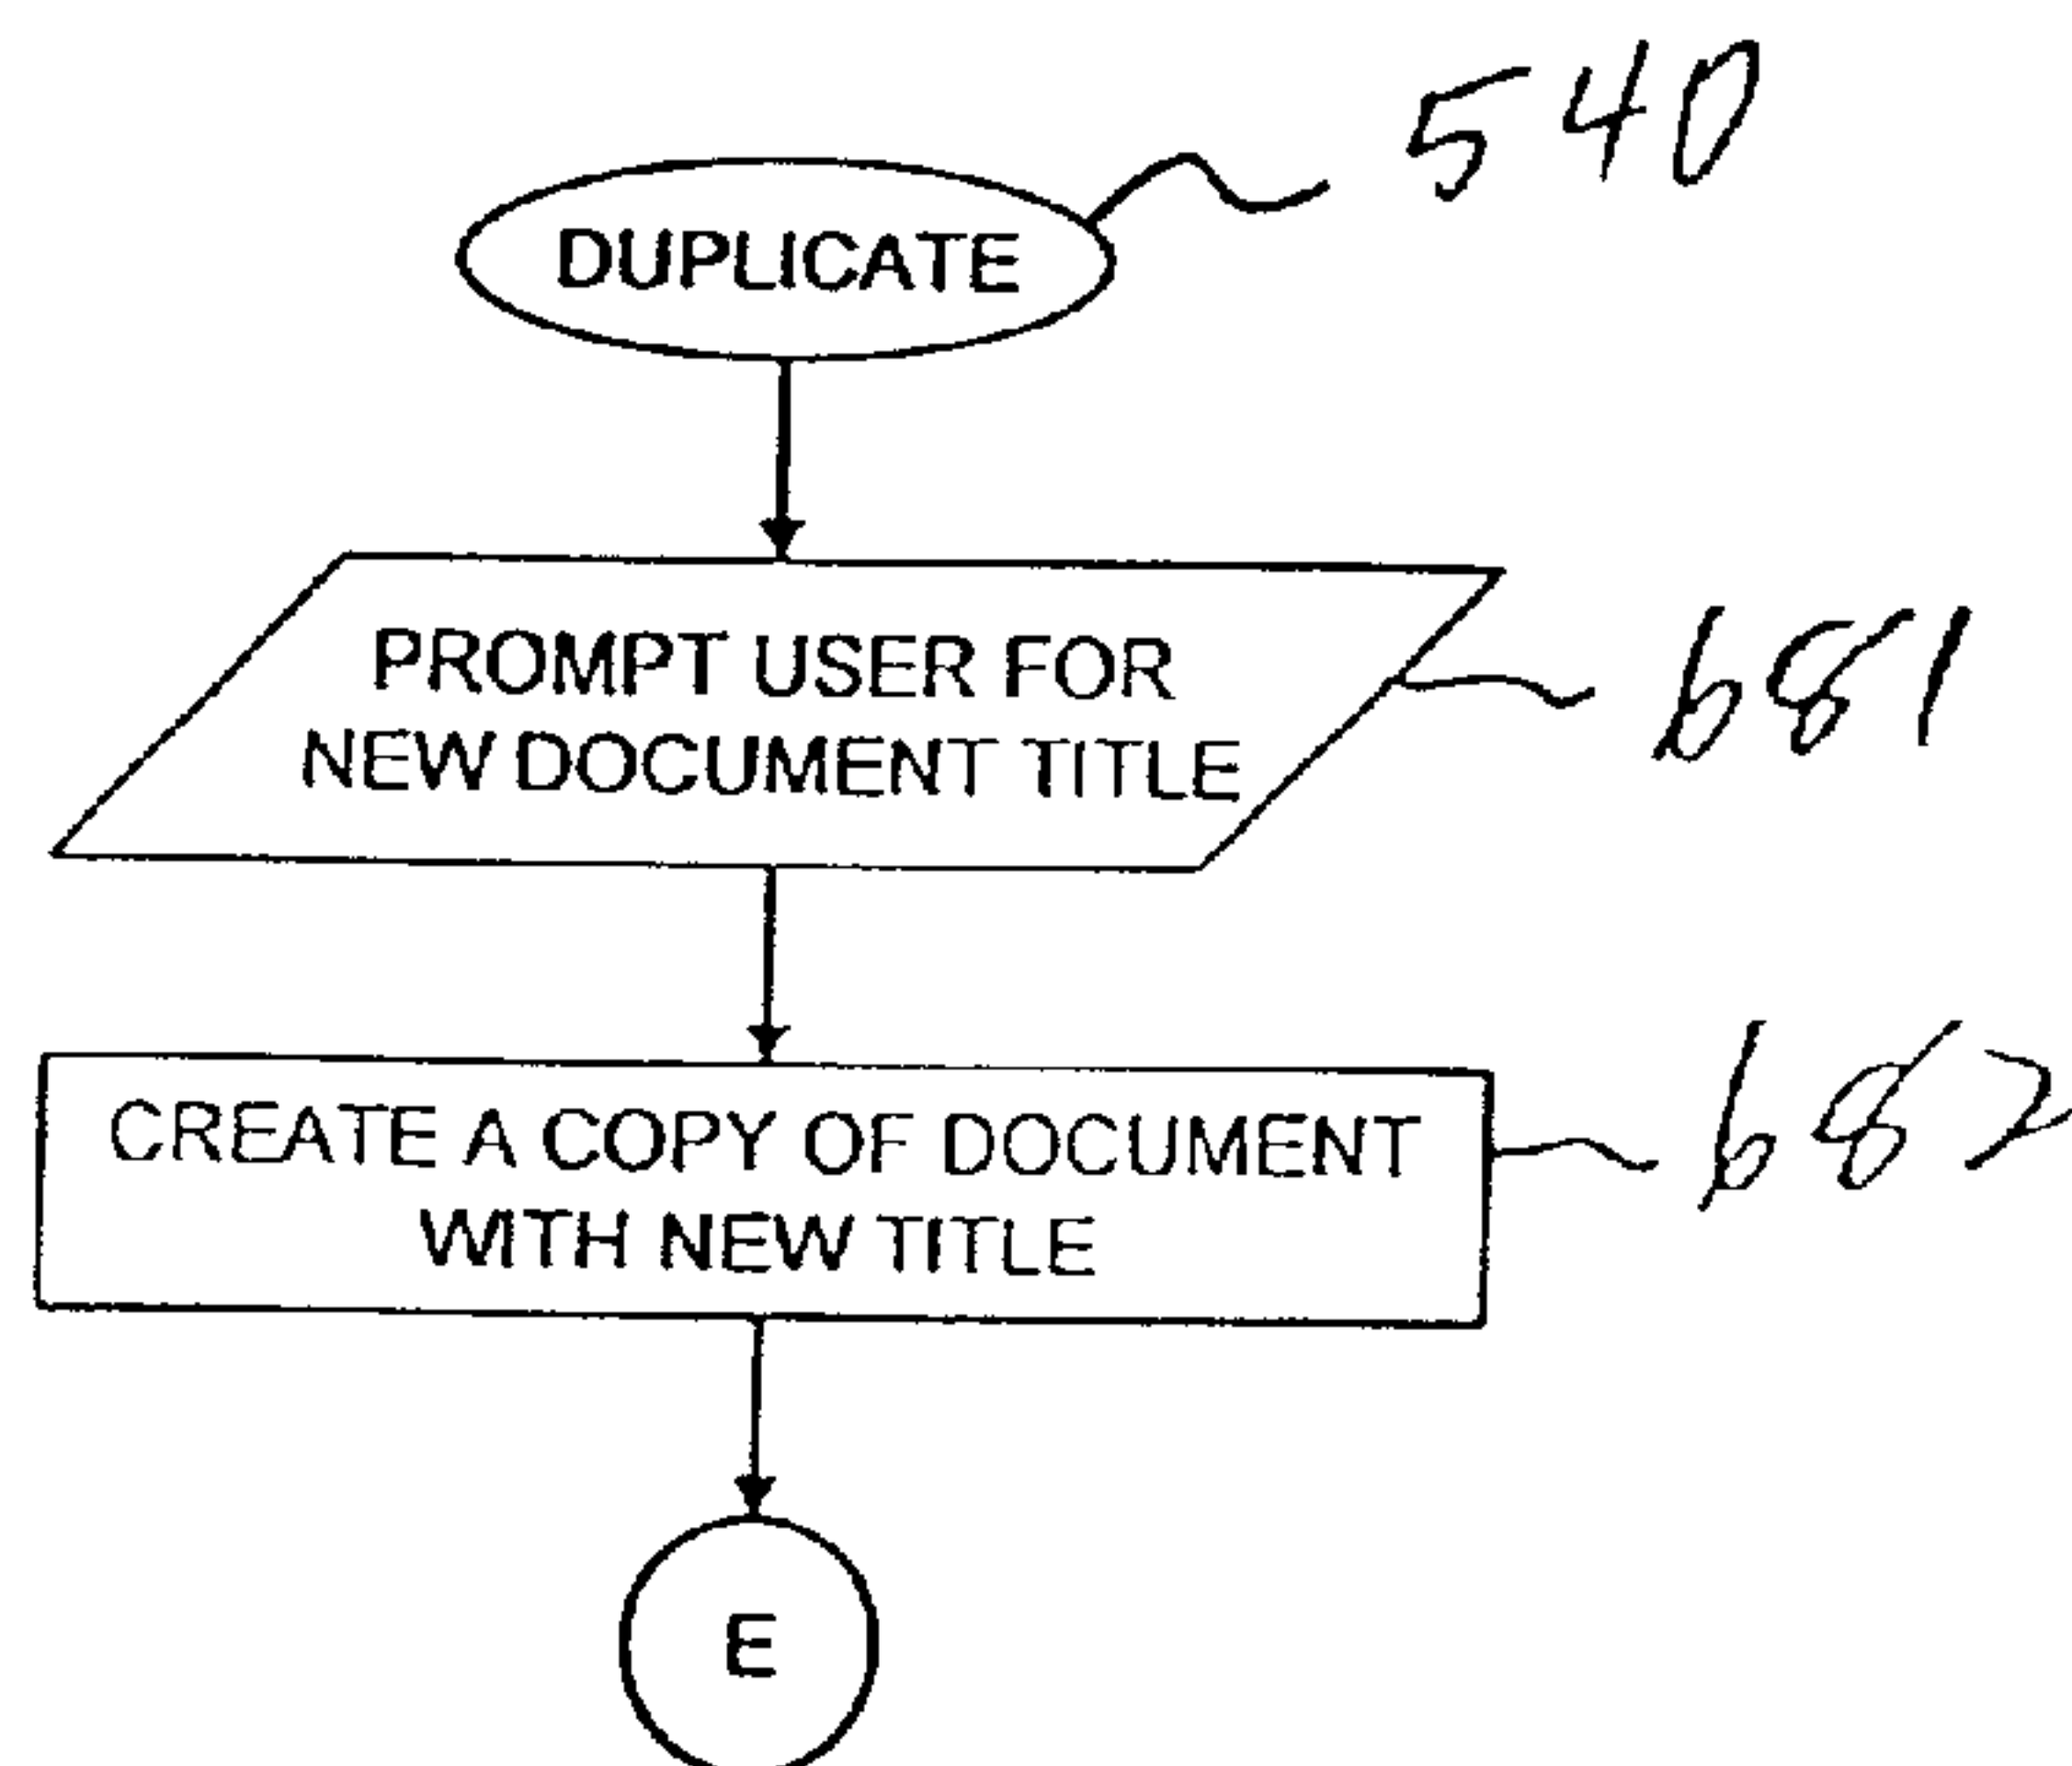 540
DUPLICATE
PROMPT USER FOR
NEW DOCUMENT TITLE
681
CREATE A COPY OF DOCUMENT
WITH NEW TITLE
682
E